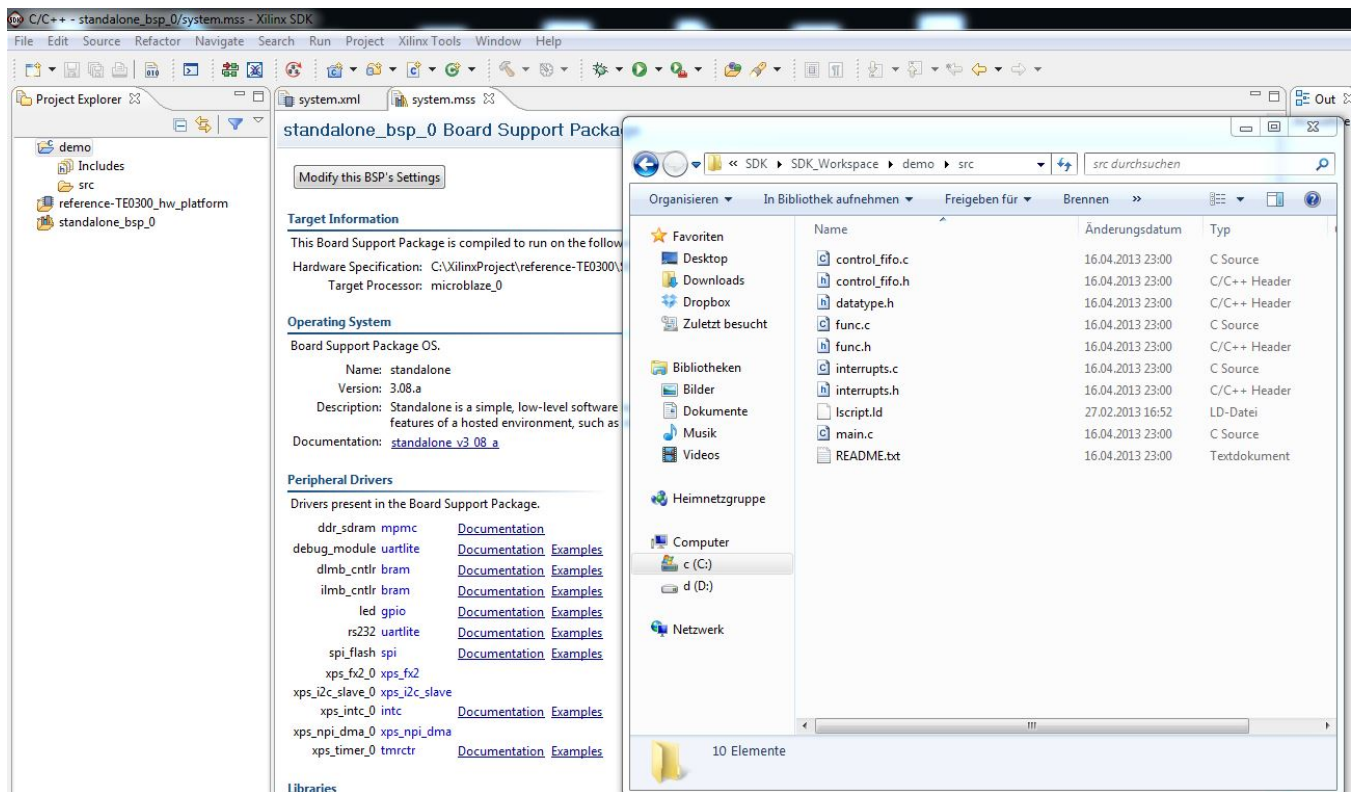 C/C++ - standalone_bsp_0/system.mss - Xilinx SDK
File Edit Source Refactor Navigate Search Run Project Xilinx Tools Window Help
Project Explorer
demo
Includes
src
reference-TE0300_hw_platform
standalone_bsp_0
system.xml system.mss
standalone_bsp_0 Board Support Packa
Modify this BSP's Settings
Target Information
This Board Support Package is compiled to run on the follow
Hardware Specification: C:\XilinxProject\reference-TE0300\
Target Processor: microblaze_0
Operating System
Board Support Package OS.
Name: standalone
Version: 3.08.a
Description: Standalone is a simple, low-level software
features of a hosted environment, such as
Documentation: standalone_v3_08_a
Peripheral Drivers
Drivers present in the Board Support Package.
ddr_sdram mpmc Documentation
debug_module uartlite Documentation Examples
dlmb_cntlr bram Documentation Examples
ilmb_cntlr bram Documentation Examples
led gpio Documentation Examples
rs232 uartlite Documentation Examples
spi_flash spi Documentation Examples
xps_fx2_0 xps_fx2
xps_i2c_slave_0 xps_i2c_slave
xps_intc_0 intc Documentation Examples
xps_npi_dma_0 xps_npi_dma
xps_timer_0 tmrctr Documentation Examples
Libraries
Out
« SDK SDK_Workspace demo src
src durchsuchen
Organisieren In Bibliothek aufnehmen Freigeben für Brennen »
Favoriten
Desktop
Downloads
Dropbox
Zuletzt besucht
Bibliotheken
Bilder
Dokumente
Musik
Videos
Heimnetzgruppe
Computer
c (C:)
d (D:)
Netzwerk
Name Änderungsdatum Typ
control_fifo.c 16.04.2013 23:00 C Source
control_fifo.h 16.04.2013 23:00 C/C++ Header
datatype.h 16.04.2013 23:00 C/C++ Header
func.c 16.04.2013 23:00 C Source
func.h 16.04.2013 23:00 C/C++ Header
interrupts.c 16.04.2013 23:00 C Source
interrupts.h 16.04.2013 23:00 C/C++ Header
lscript.ld 27.02.2013 16:52 LD-Datei
main.c 16.04.2013 23:00 C Source
README.txt 16.04.2013 23:00 Textdokument
10 Elemente